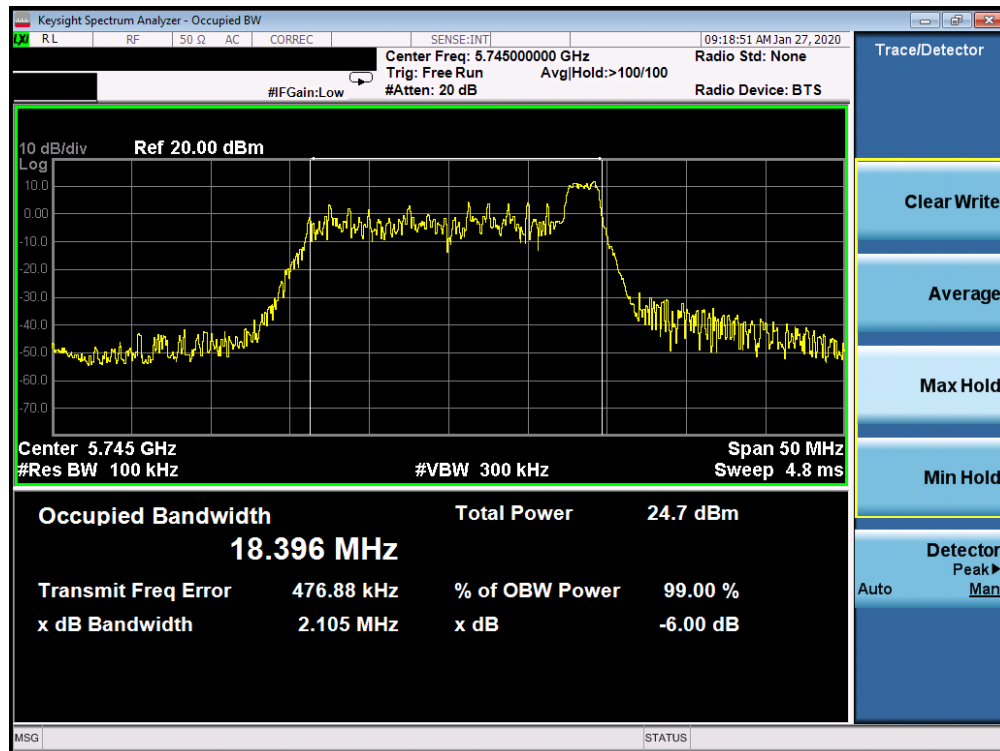 Keysight Spectrum Analyzer - Occupied BW
LXI RL RF 50 Ω AC CORREC SENSE:INT 09:18:51 AM Jan 27, 2020
Center Freq: 5.745000000 GHz Radio Std: None
Trig: Free Run Avg|Hold:>100/100
#IFGain:Low #Atten: 20 dB Radio Device: BTS
10 dB/div Ref 20.00 dBm
Log
10.0
0.00
-10.0
-20.0
-30.0
-40.0
-50.0
-60.0
-70.0
Center 5.745 GHz Span 50 MHz
#Res BW 100 kHz #VBW 300 kHz Sweep 4.8 ms
Occupied Bandwidth Total Power 24.7 dBm
18.396 MHz
Transmit Freq Error 476.88 kHz % of OBW Power 99.00 %
x dB Bandwidth 2.105 MHz x dB -6.00 dB
MSG STATUS
Trace/Detector
Clear Write
Average
Max Hold
Min Hold
Detector
Peak▶
Auto Man